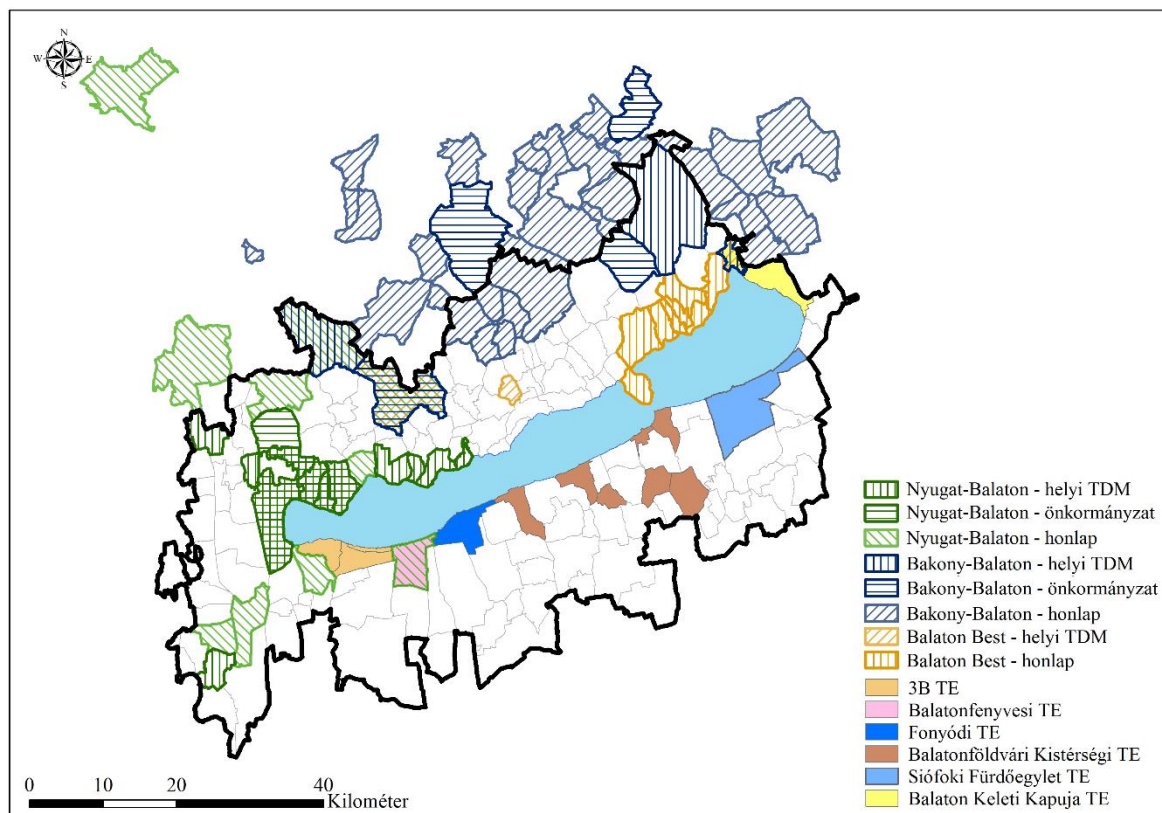 N
W E
S
Nyugat-Balaton - helyi TDM
Nyugat-Balaton - önkormányzat
Nyugat-Balaton - honlap
Bakony-Balaton - helyi TDM
Bakony-Balaton - önkormányzat
Bakony-Balaton - honlap
Balaton Best - helyi TDM
Balaton Best - honlap
3B TE
Balatonfenyvesi TE
Fonyódi TE
Balatonföldvári Kistérségi TE
Siófoki Fürdőegylet TE
Balaton Keleti Kapuja TE
0 10 20 40
Kilométer